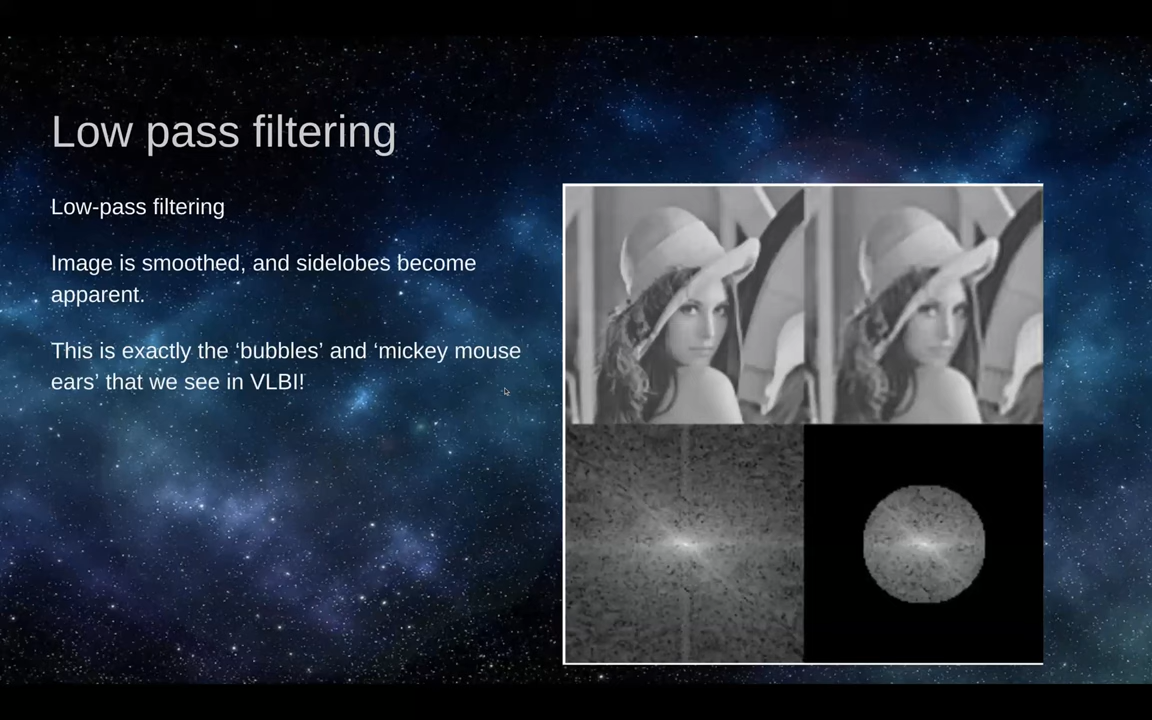 Low pass filtering
Low-pass filtering
Image is smoothed, and sidelobes become
apparent.
This is exactly the ‘bubbles’ and ‘mickey mouse
ears’ that we see in VLBI!